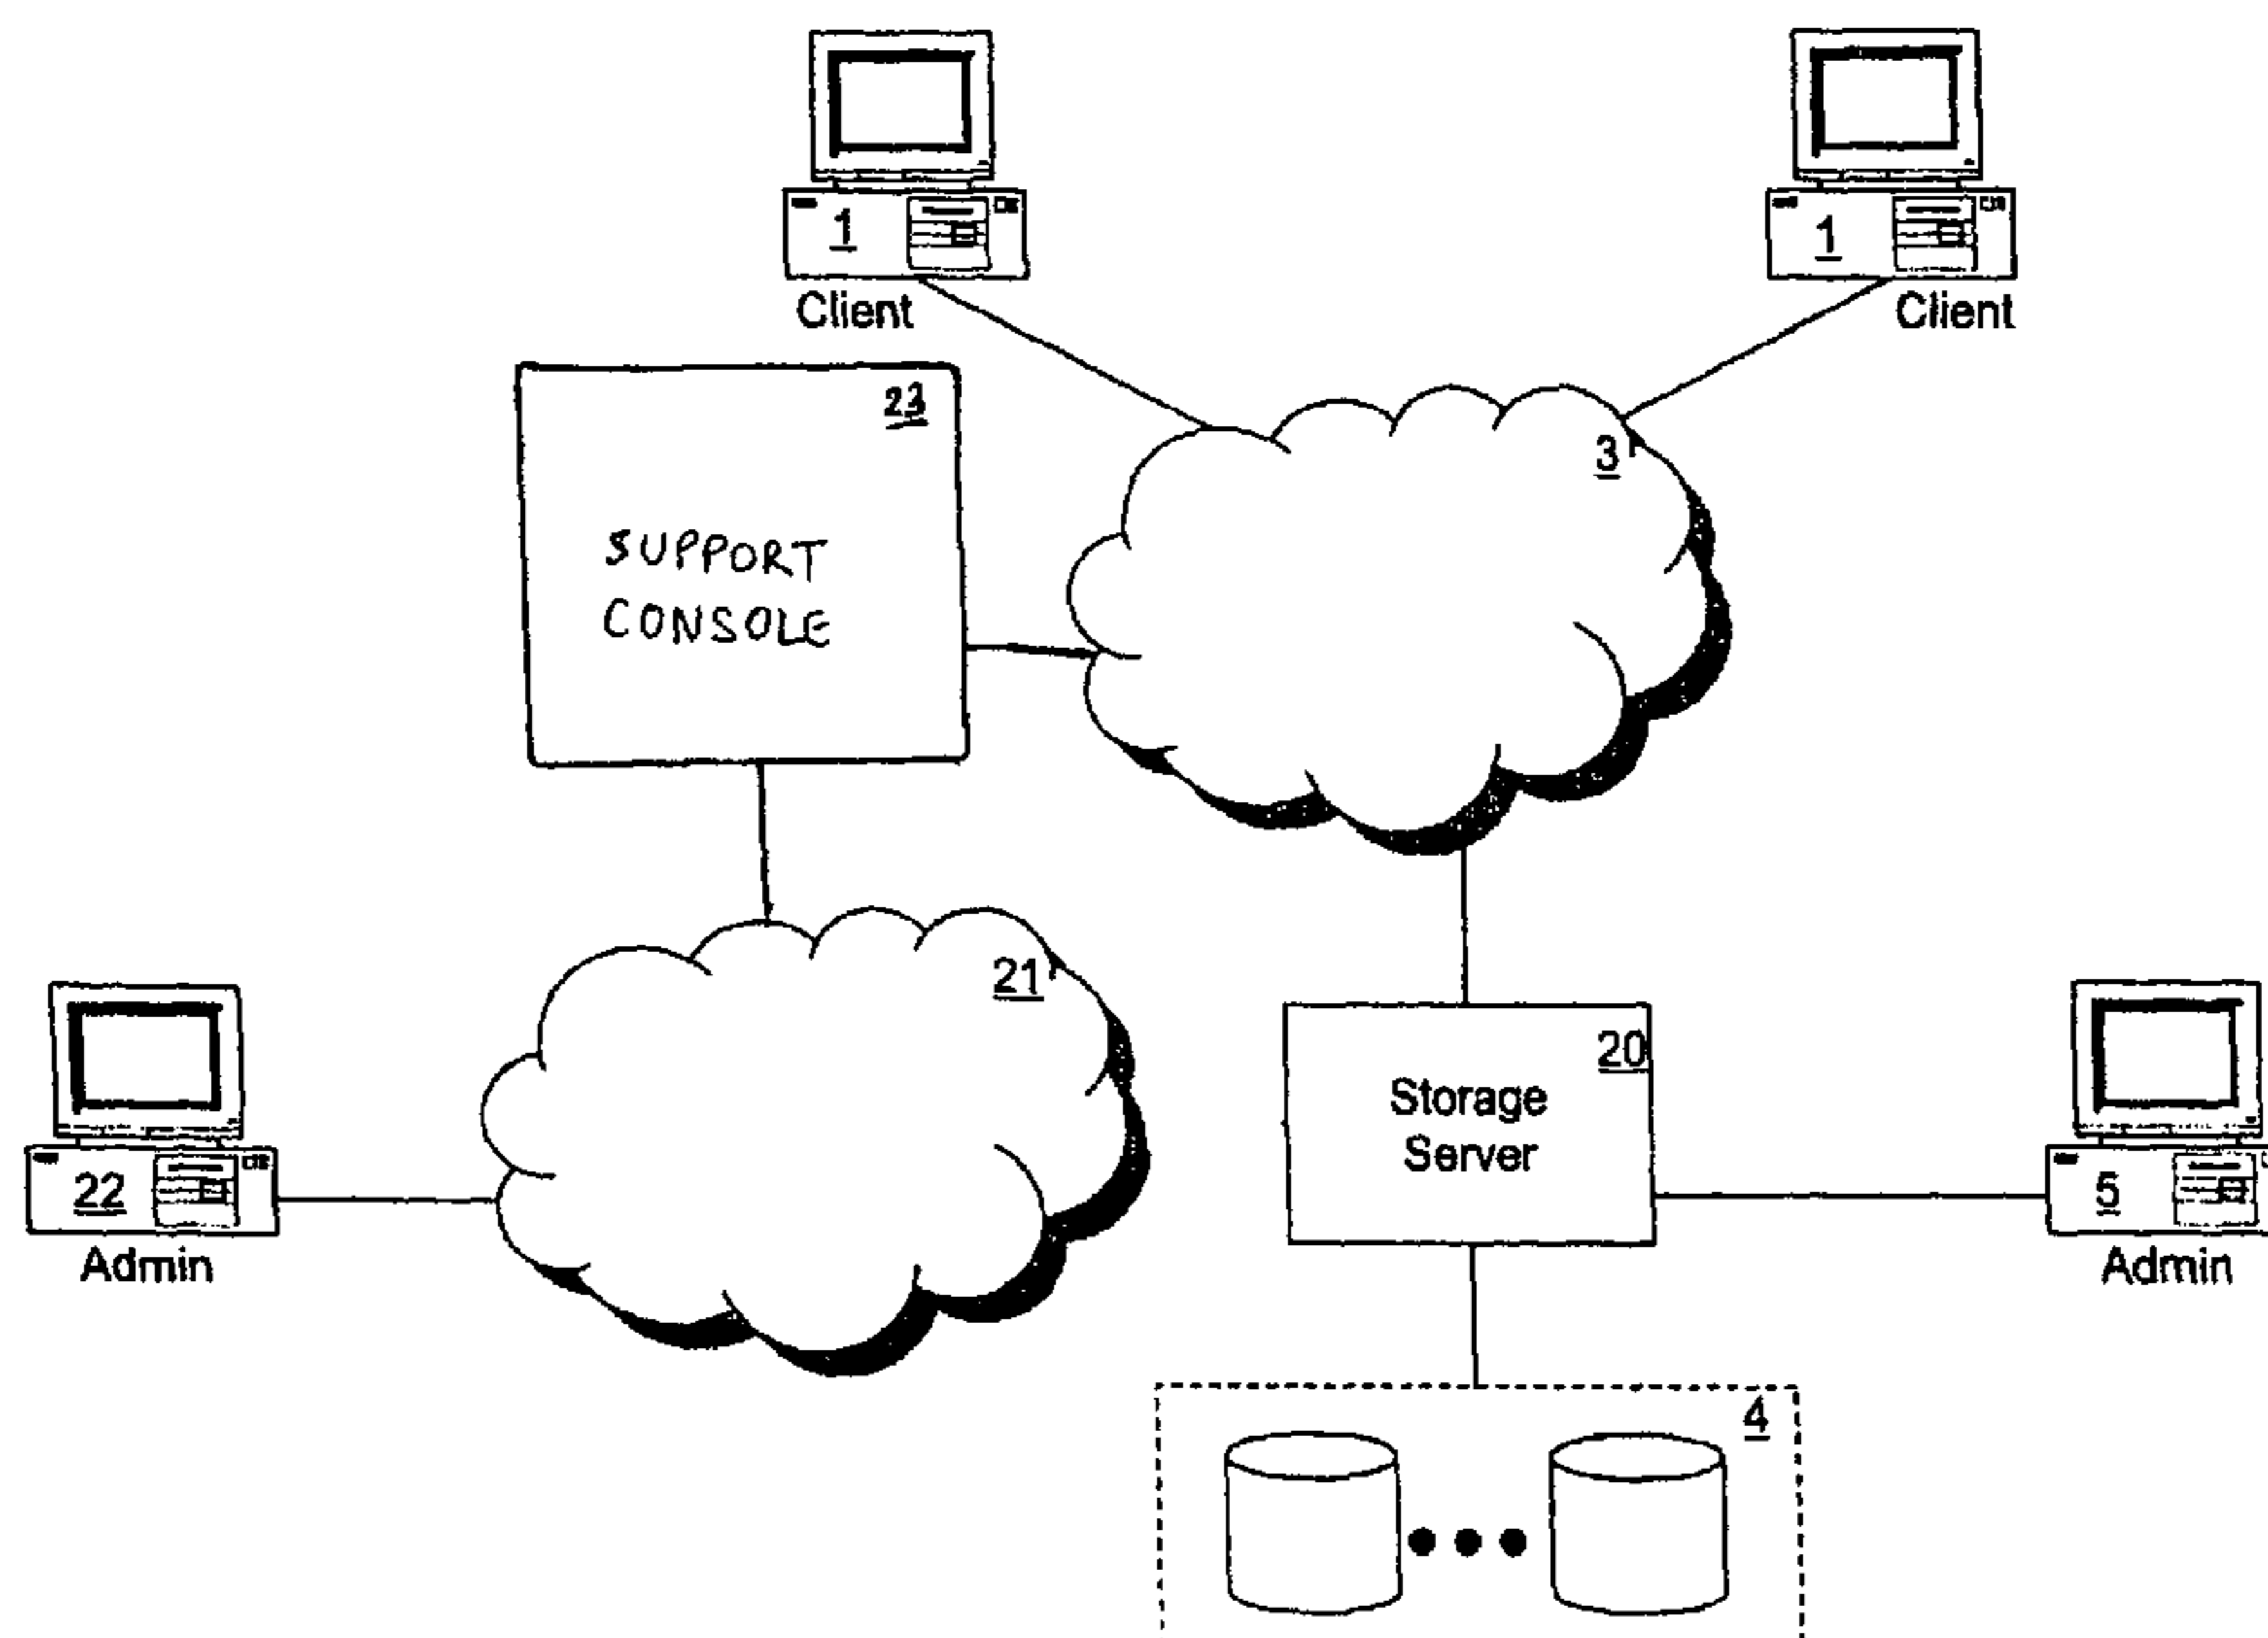 1
Client
1
Client
23
SUPPORT
CONSOLE
3
21
22
Admin
20
Storage
Server
5
Admin
4